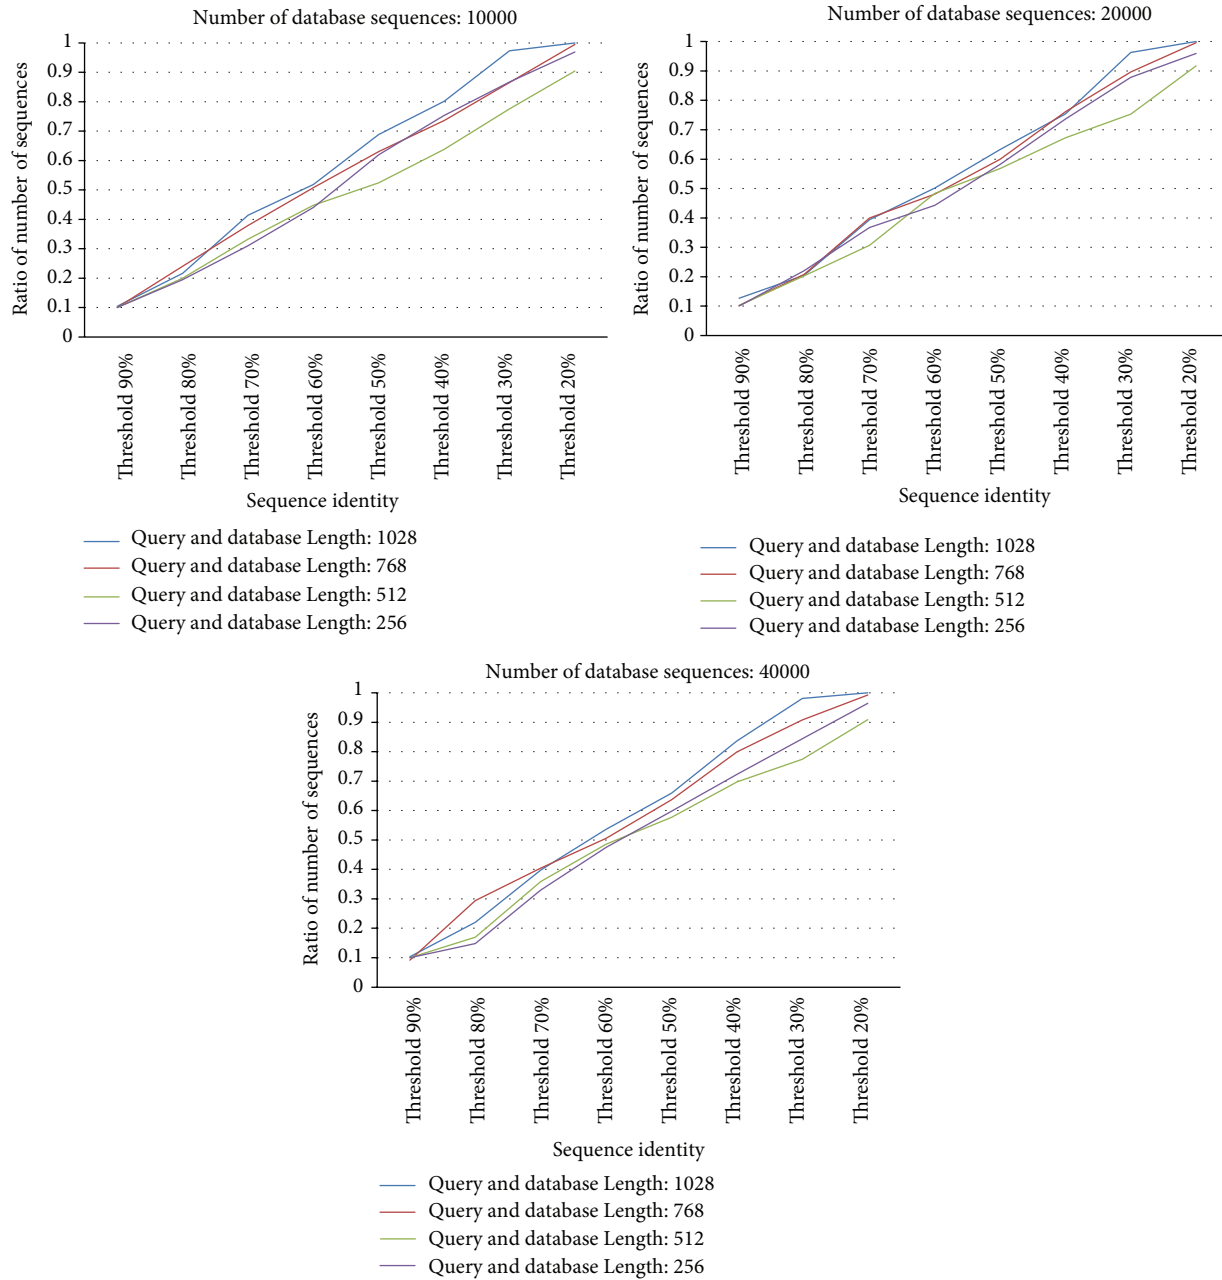 Number of database sequences: 10000
Ratio of number of sequences
1
0.9
0.8
0.7
0.6
0.5
0.4
0.3
0.2
0.1
0
Threshold 90%
Threshold 80%
Threshold 70%
Threshold 60%
Threshold 50%
Threshold 40%
Threshold 30%
Threshold 20%
Sequence identity
Query and database Length: 1028
Query and database Length: 768
Query and database Length: 512
Query and database Length: 256
Number of database sequences: 20000
Ratio of number of sequences
1
0.9
0.8
0.7
0.6
0.5
0.4
0.3
0.2
0.1
0
Threshold 90%
Threshold 80%
Threshold 70%
Threshold 60%
Threshold 50%
Threshold 40%
Threshold 30%
Threshold 20%
Sequence identity
Query and database Length: 1028
Query and database Length: 768
Query and database Length: 512
Query and database Length: 256
Number of database sequences: 40000
Ratio of number of sequences
1
0.9
0.8
0.7
0.6
0.5
0.4
0.3
0.2
0.1
0
Threshold 90%
Threshold 80%
Threshold 70%
Threshold 60%
Threshold 50%
Threshold 40%
Threshold 30%
Threshold 20%
Sequence identity
Query and database Length: 1028
Query and database Length: 768
Query and database Length: 512
Query and database Length: 256